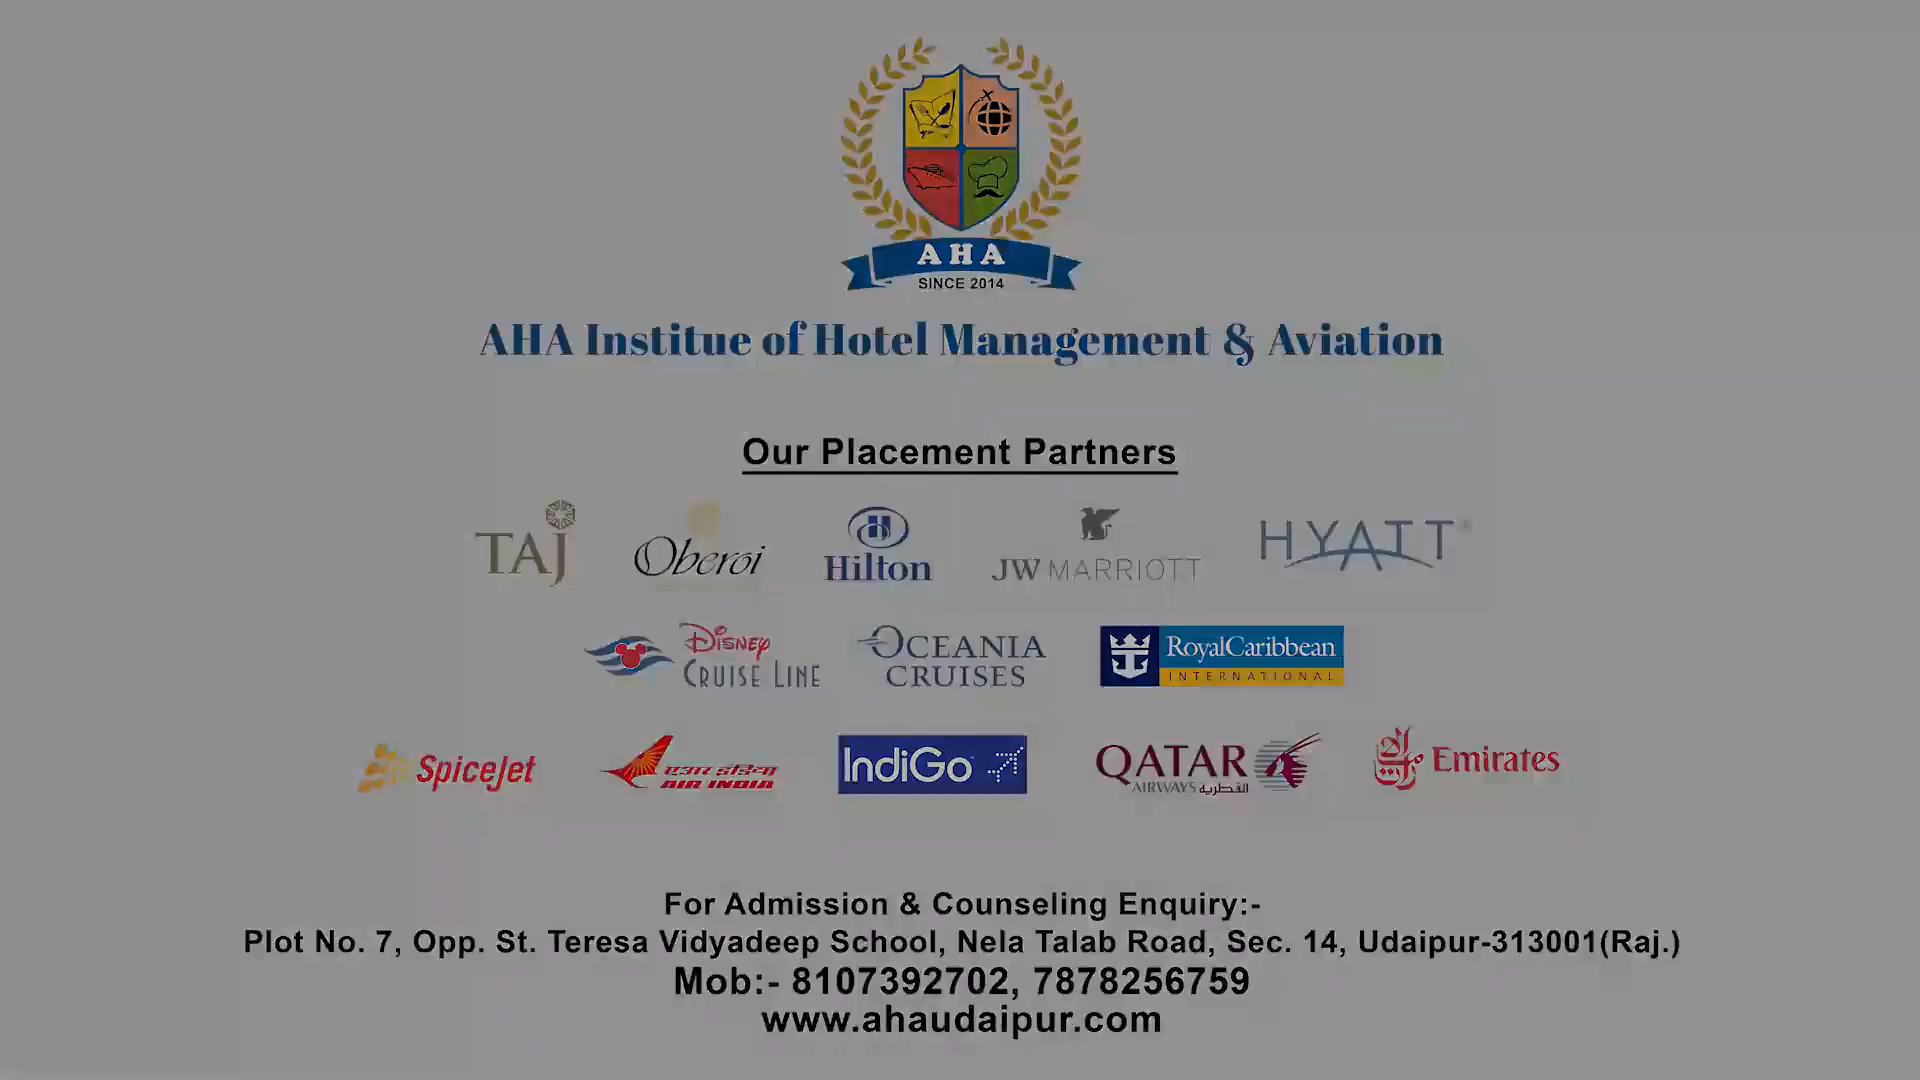 AHA
SINCE 2014
AHA Institue of Hotel Management & Aviation
Our Placement Partners
TAJ
Oberoi
Hilton
JW MARRIOTT
HYATT®
Disney
CRUISE LINE
OCEANIA
CRUISES
RoyalCaribbean
INTERNATIONAL
SpiceJet
एअर इंडिया
AIR INDIA
IndiGo
QATAR
AIRWAYS القطرية
Emirates
For Admission & Counseling Enquiry:-
Plot No. 7, Opp. St. Teresa Vidyadeep School, Nela Talab Road, Sec. 14, Udaipur-313001(Raj.)
Mob:- 8107392702, 7878256759
www.ahaudaipur.com